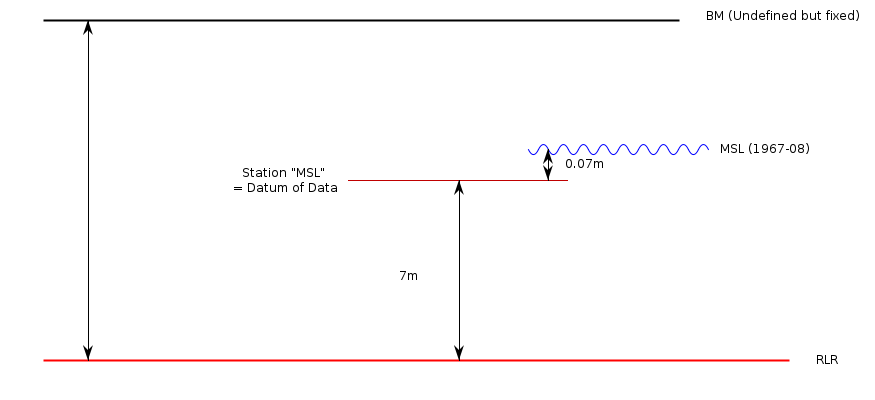 BM (Undefined but fixed)
MSL (1967-08)
0.07m
Station "MSL"
= Datum of Data
7m
RLR